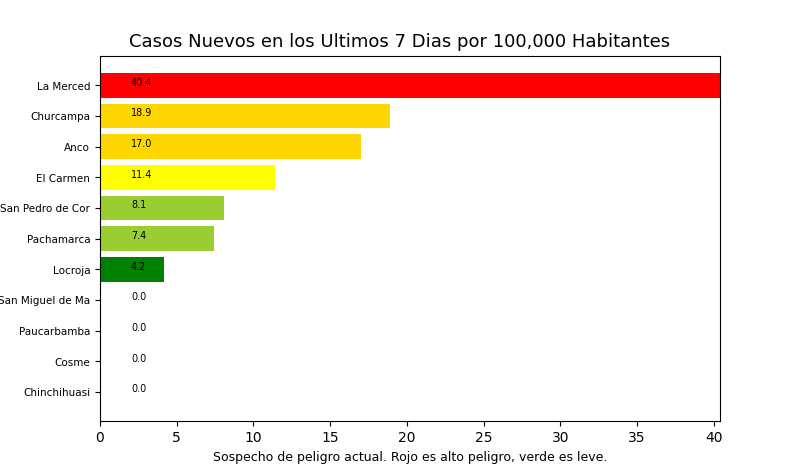 Casos Nuevos en los Ultimos 7 Dias por 100,000 Habitantes
La Merced 40.4
Churcampa 18.9
Anco 17.0
El Carmen 11.4
San Pedro de Cor 8.1
Pachamarca 7.4
Locroja 4.2
San Miguel de Ma 0.0
Paucarbamba 0.0
Cosme 0.0
Chinchihuasi 0.0
0 5 10 15 20 25 30 35 40
Sospecho de peligro actual. Rojo es alto peligro, verde es leve.